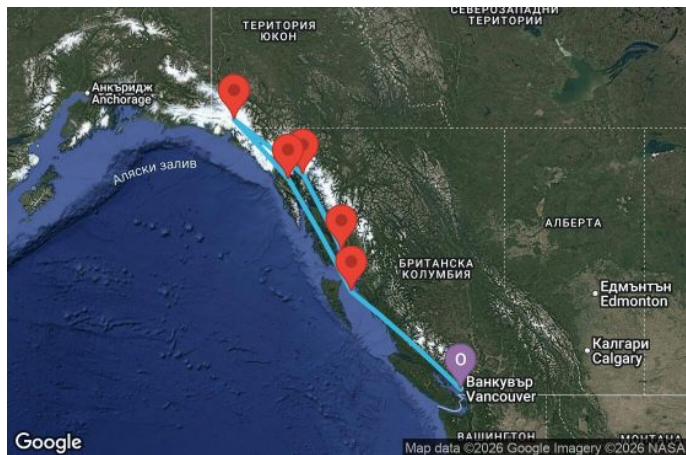 СЕВЕРОЗАПАДНИ
ТЕРИТОРИИ
ТЕРИТОРИЯ
ЮКОН
Анкъридж
Anchorage
Аляски залив
АЛБЕРТА
БРИТАНСКА
КОЛУМБИЯ
Едмънтън
Edmonton
Калгари
Calgary
O
Ванкувър
Vancouver
ВАШИНГТОН
МОНТАНА
Google
Map data ©2026 Google Imagery ©2026 NASA